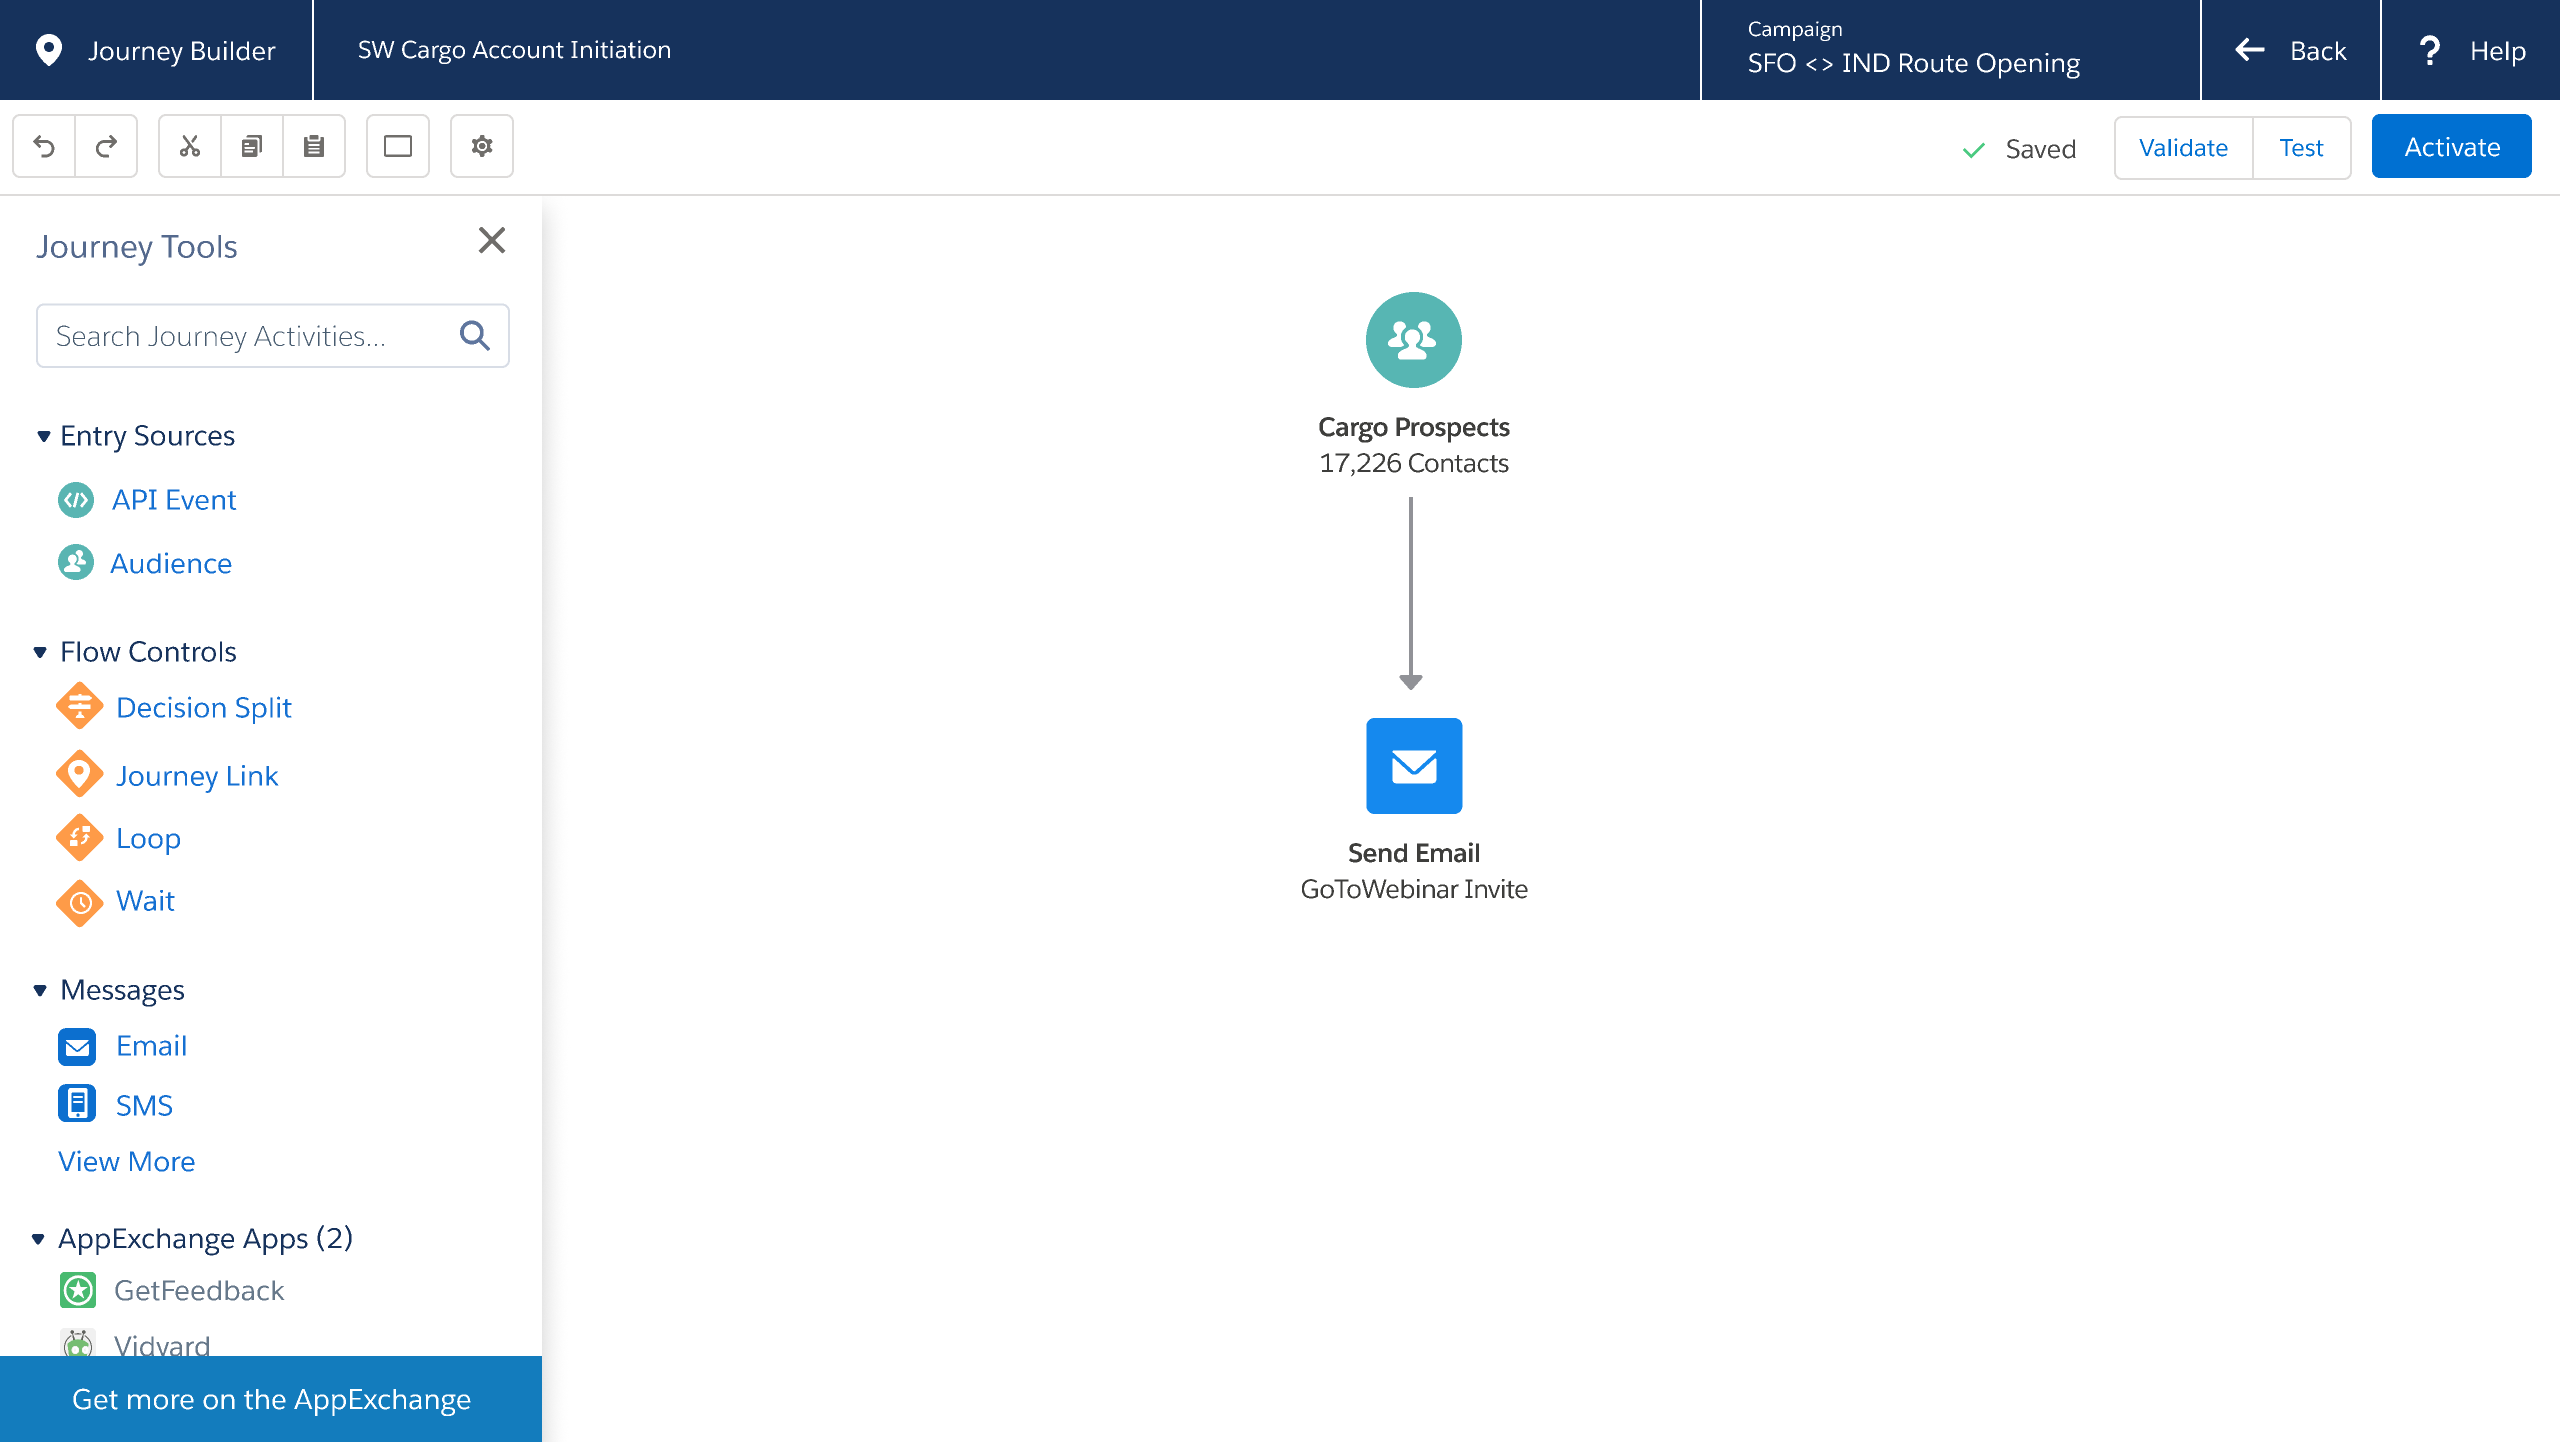 Journey Builder
SW Cargo Account Initiation
Campaign
SFO <> IND Route Opening
Back
? Help
Saved
Validate
Test
Activate
Journey Tools
Search Journey Activities...
Entry Sources
API Event
Audience
Flow Controls
Decision Split
Journey Link
Loop
Wait
Messages
Email
SMS
View More
AppExchange Apps (2)
GetFeedback
Vidyard
Get more on the AppExchange
Cargo Prospects
17,226 Contacts
Send Email
GoToWebinar Invite